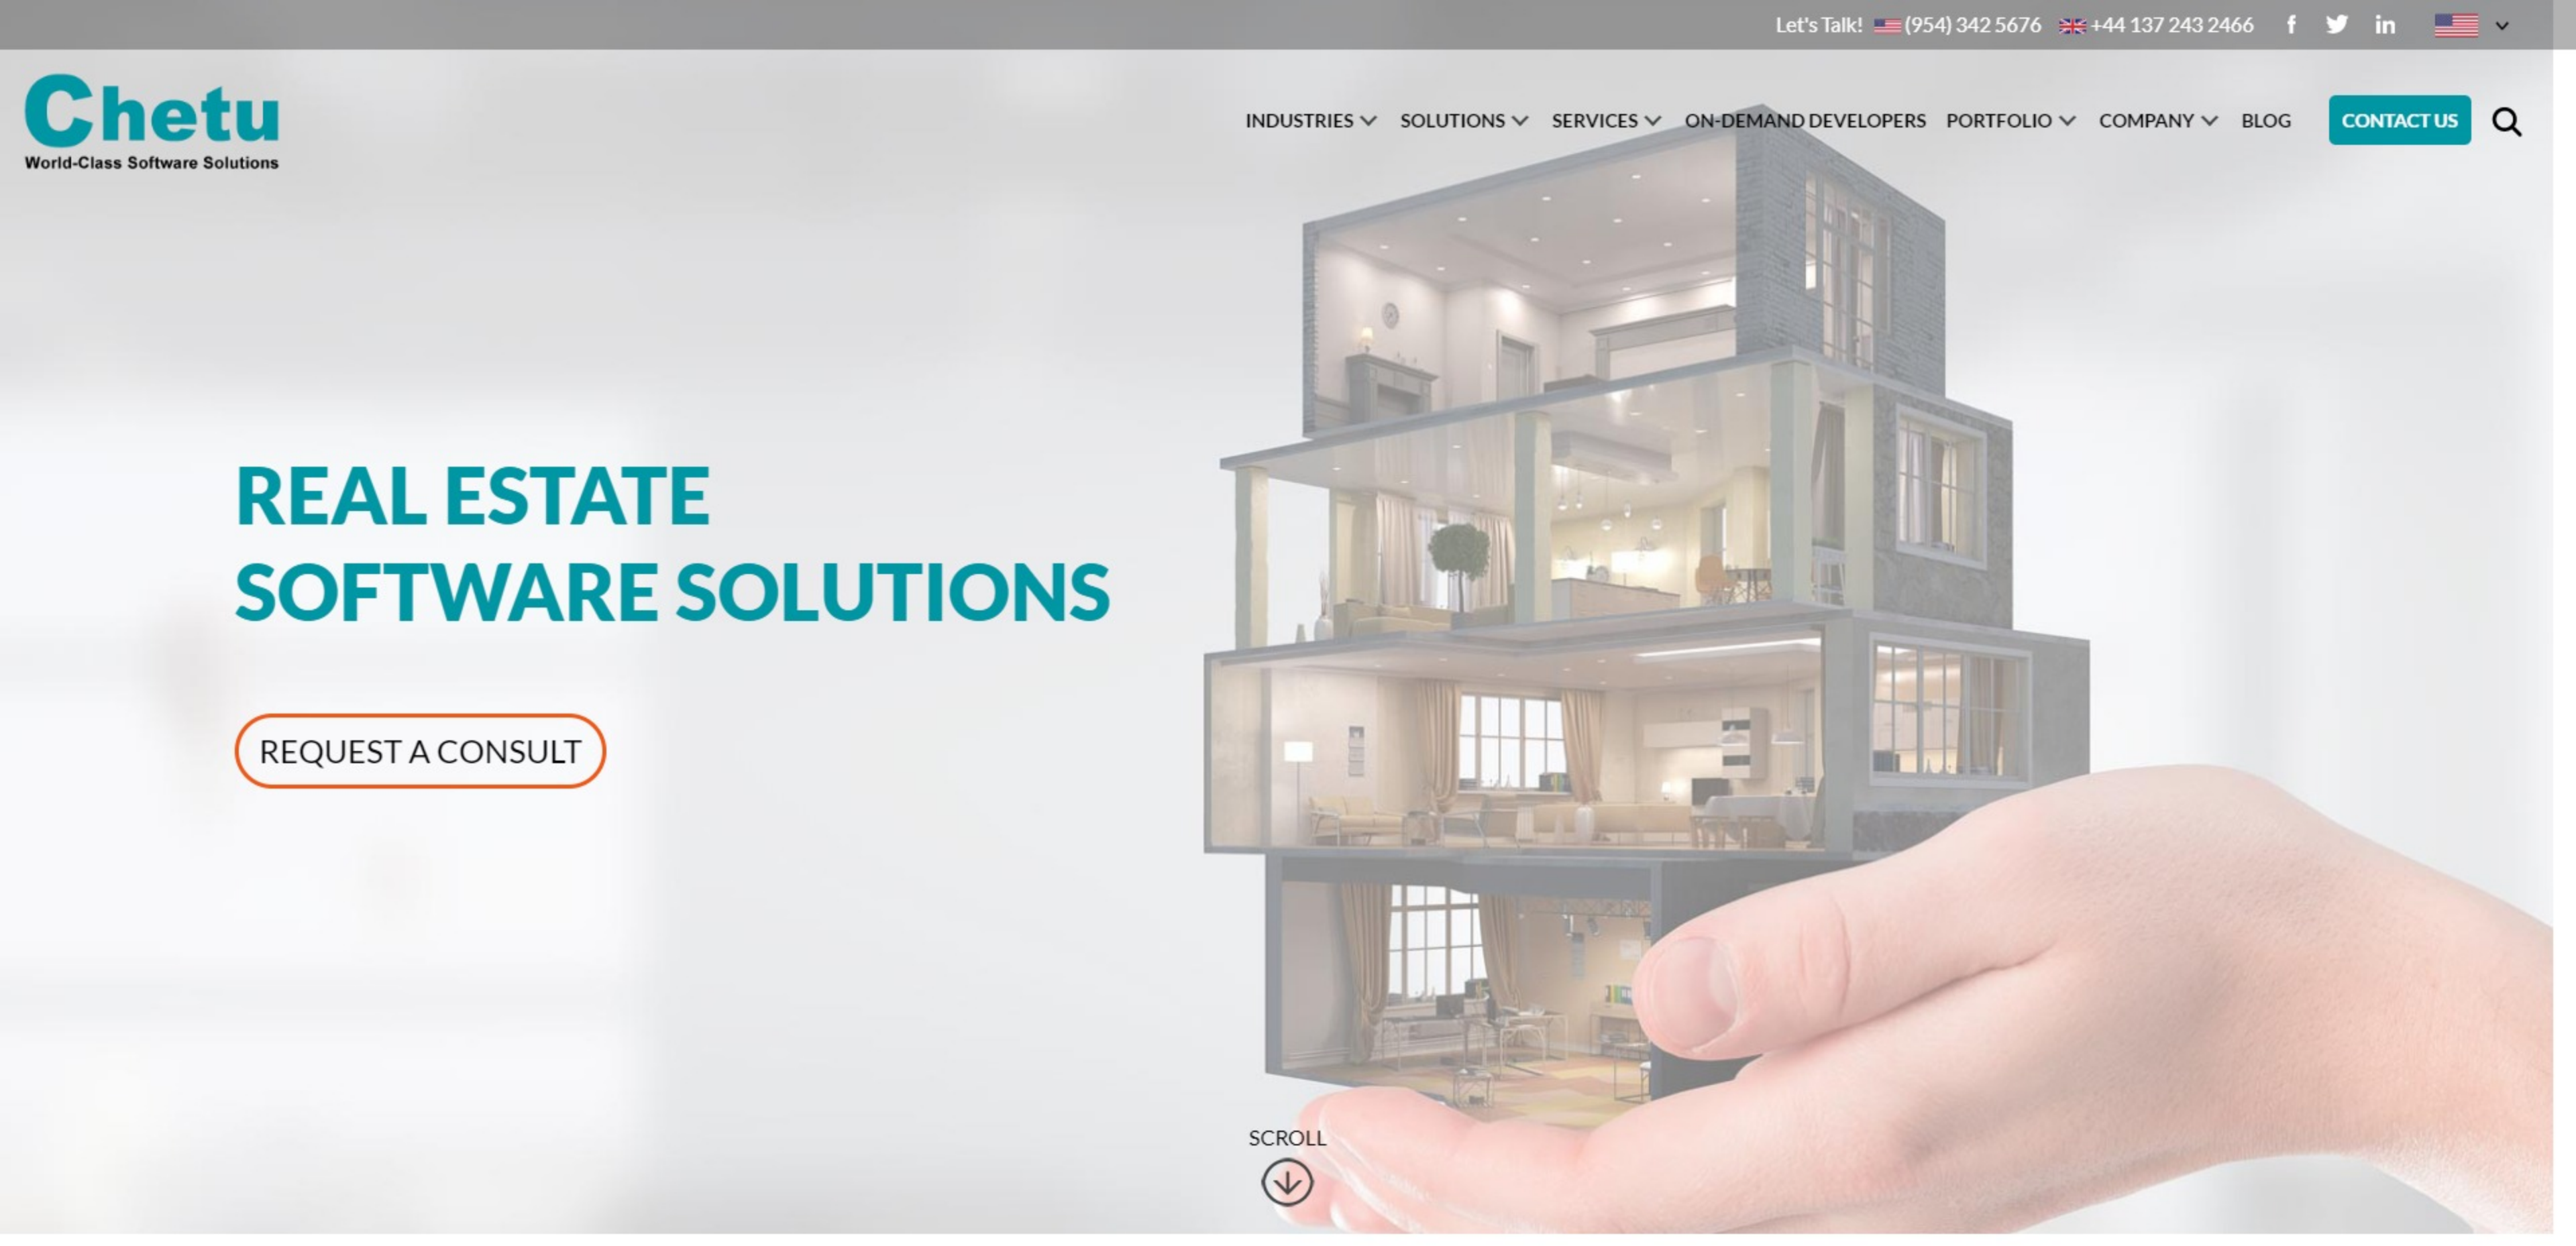 Let's Talk! (954) 342 5676 +44 137 243 2466 f in
Chetu
World-Class Software Solutions
INDUSTRIES SOLUTIONS SERVICES ON-DEMAND DEVELOPERS PORTFOLIO COMPANY BLOG CONTACT US
REAL ESTATE
SOFTWARE SOLUTIONS
REQUEST A CONSULT
SCROLL